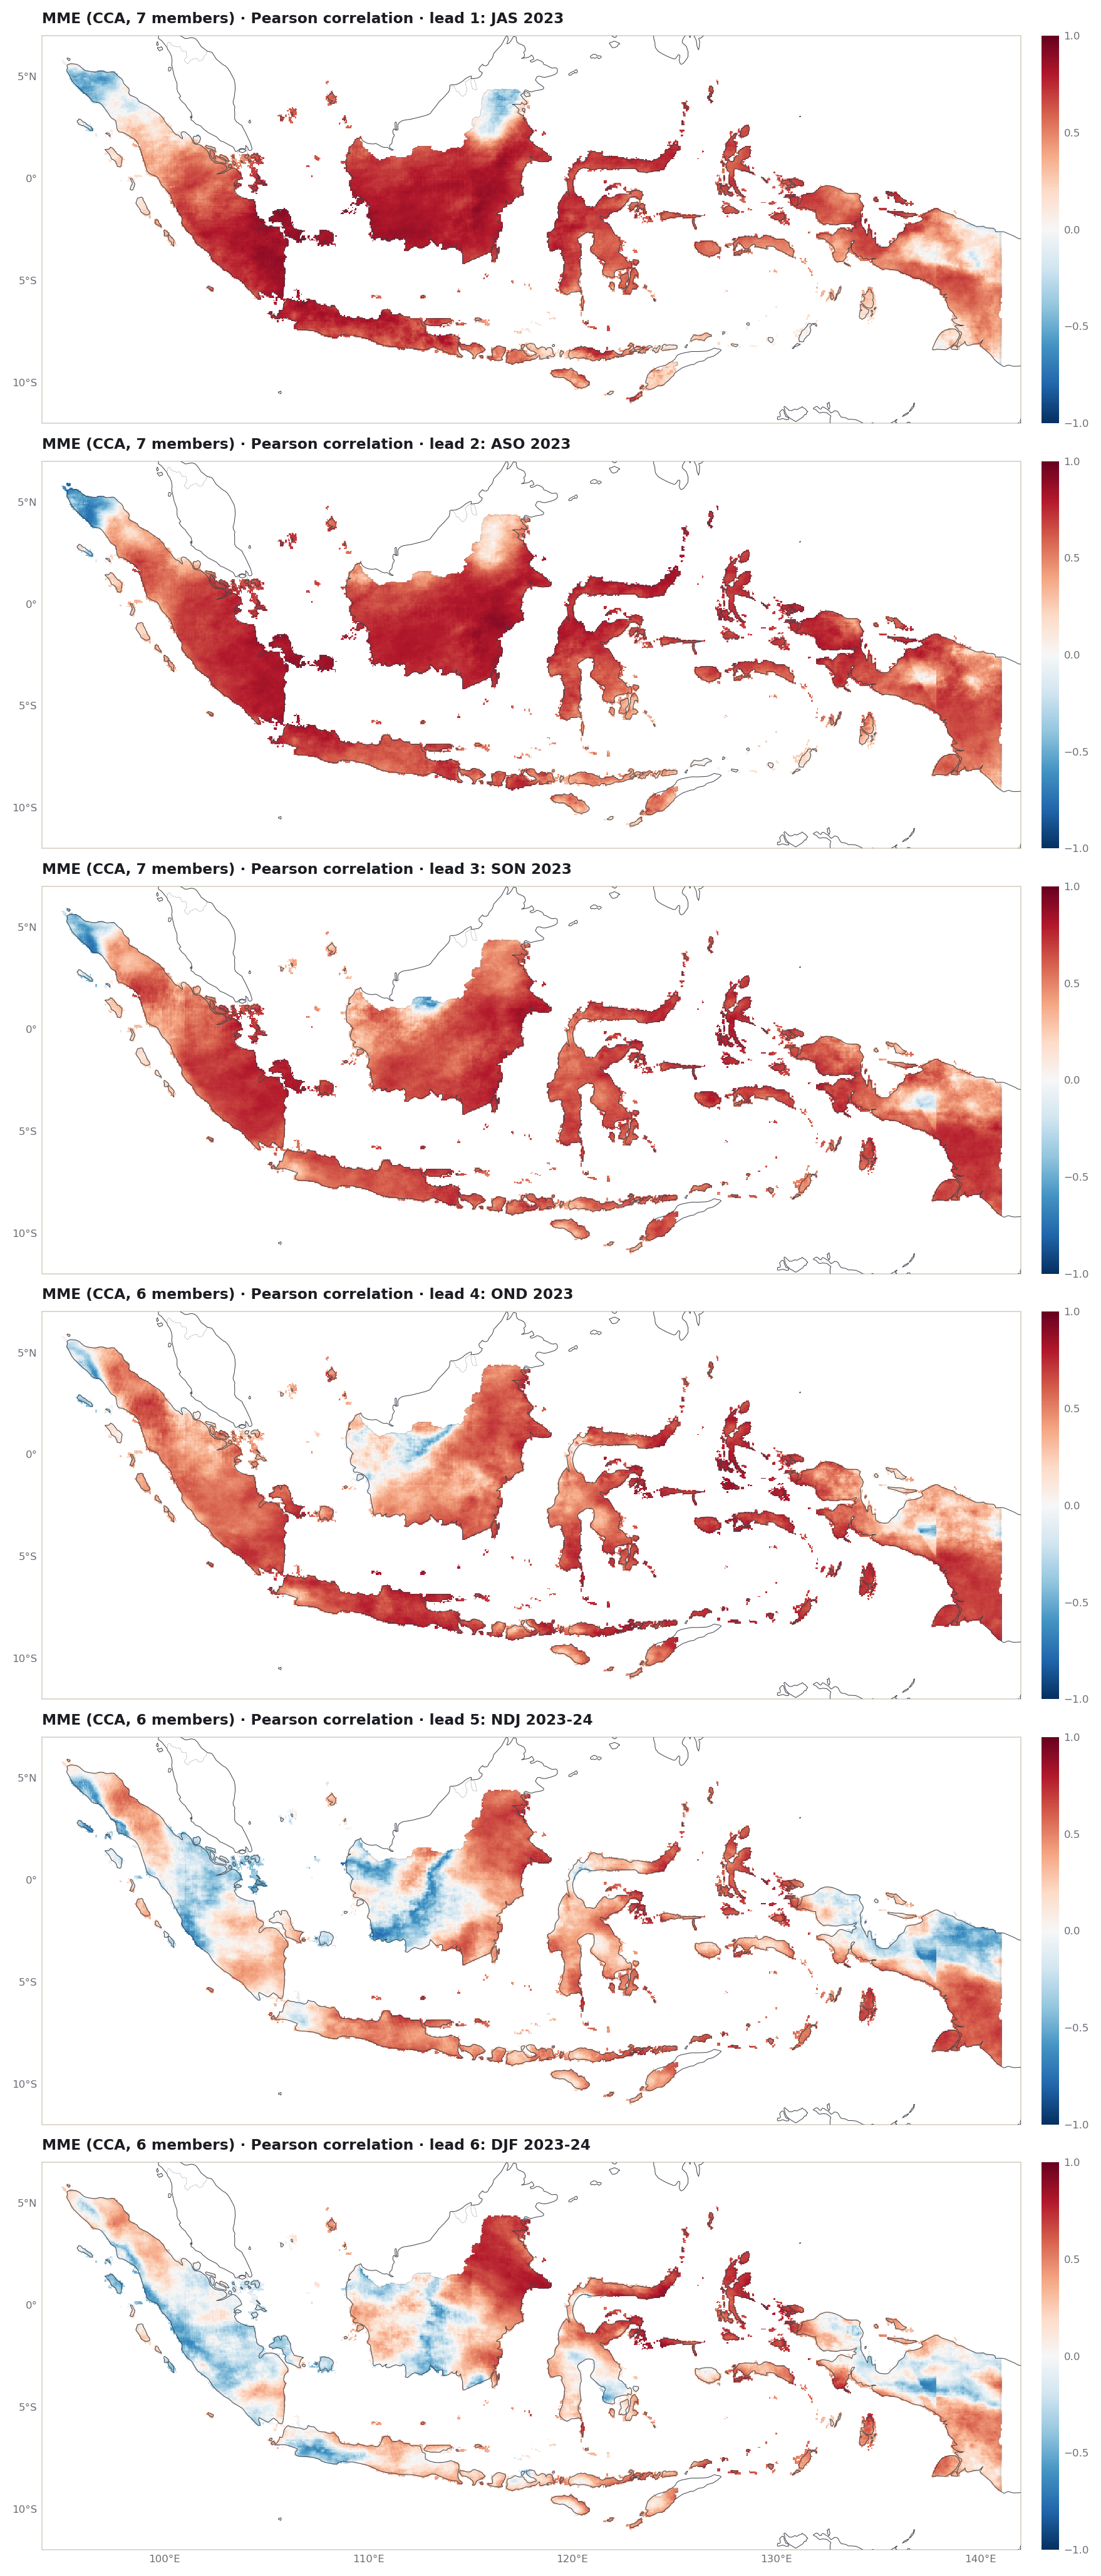 MME (CCA, 7 members) · Pearson correlation · lead 1: JAS 2023
5°N
0°
5°S
10°S
1.0
0.5
0.0
−0.5
−1.0
MME (CCA, 7 members) · Pearson correlation · lead 2: ASO 2023
5°N
0°
5°S
10°S
1.0
0.5
0.0
−0.5
−1.0
MME (CCA, 7 members) · Pearson correlation · lead 3: SON 2023
5°N
0°
5°S
10°S
1.0
0.5
0.0
−0.5
−1.0
MME (CCA, 6 members) · Pearson correlation · lead 4: OND 2023
5°N
0°
5°S
10°S
1.0
0.5
0.0
−0.5
−1.0
MME (CCA, 6 members) · Pearson correlation · lead 5: NDJ 2023-24
5°N
0°
5°S
10°S
1.0
0.5
0.0
−0.5
−1.0
MME (CCA, 6 members) · Pearson correlation · lead 6: DJF 2023-24
5°N
0°
5°S
10°S
1.0
0.5
0.0
−0.5
−1.0
100°E 110°E 120°E 130°E 140°E